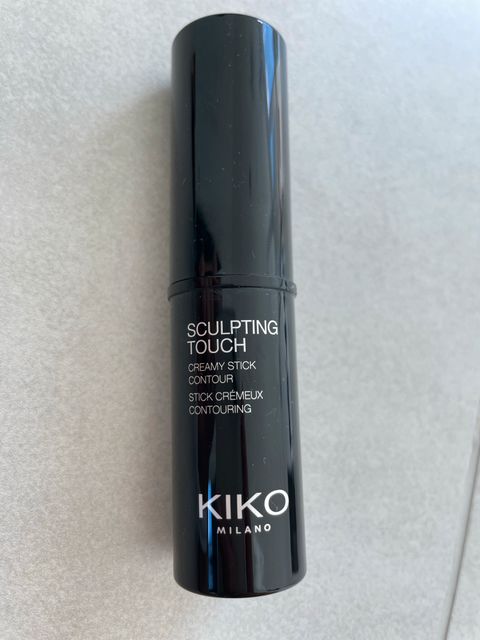 SCULPTING
TOUCH
CREAMY STICK
CONTOUR
STICK CRÉMEUX
CONTOURING
KIKO
MILANO